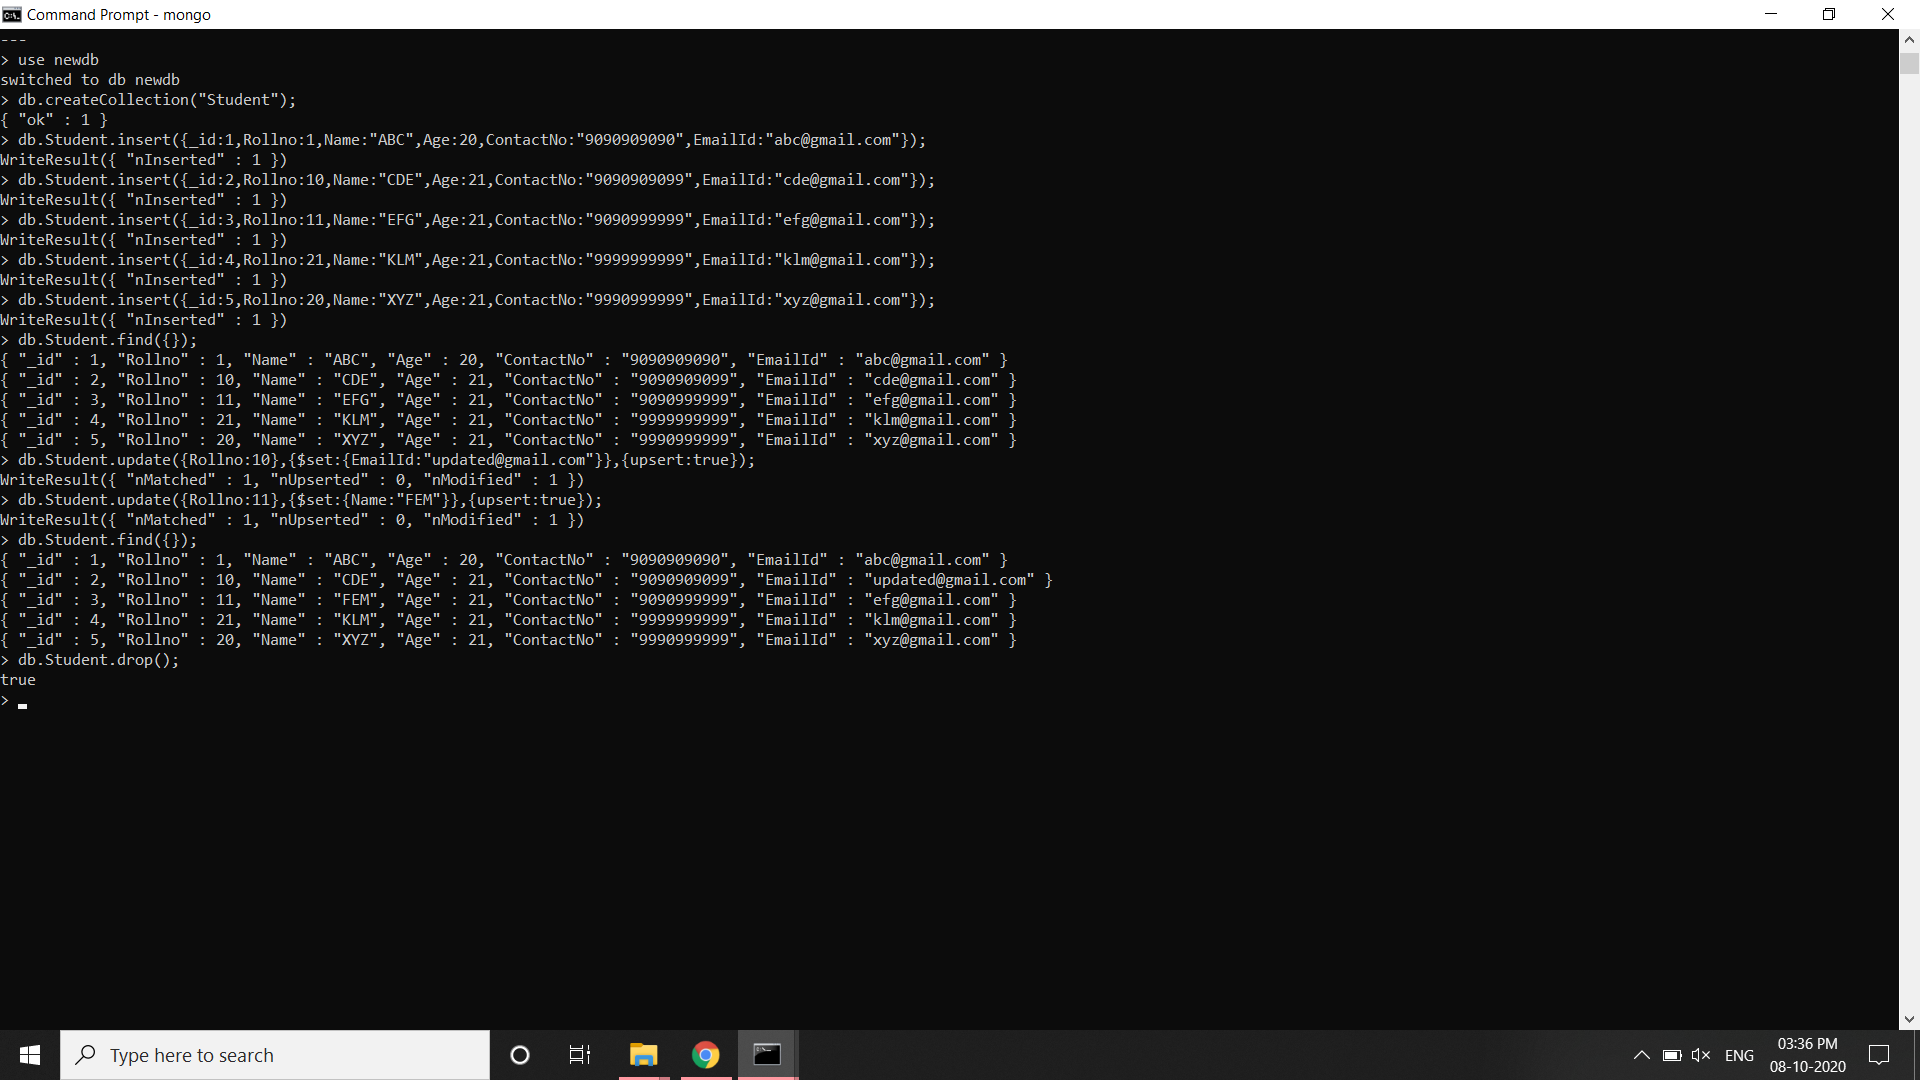 Command Prompt - mongo
---
> use newdb
switched to db newdb
> db.createCollection("Student");
{ "ok" : 1 }
> db.Student.insert({_id:1,Rollno:1,Name:"ABC",Age:20,ContactNo:"9090909090",EmailId:"abc@gmail.com"});
WriteResult({ "nInserted" : 1 })
> db.Student.insert({_id:2,Rollno:10,Name:"CDE",Age:21,ContactNo:"9090909099",EmailId:"cde@gmail.com"});
WriteResult({ "nInserted" : 1 })
> db.Student.insert({_id:3,Rollno:11,Name:"EFG",Age:21,ContactNo:"9090999999",EmailId:"efg@gmail.com"});
WriteResult({ "nInserted" : 1 })
> db.Student.insert({_id:4,Rollno:21,Name:"KLM",Age:21,ContactNo:"9999999999",EmailId:"klm@gmail.com"});
WriteResult({ "nInserted" : 1 })
> db.Student.insert({_id:5,Rollno:20,Name:"XYZ",Age:21,ContactNo:"9990999999",EmailId:"xyz@gmail.com"});
WriteResult({ "nInserted" : 1 })
> db.Student.find({});
{ "_id" : 1, "Rollno" : 1, "Name" : "ABC", "Age" : 20, "ContactNo" : "9090909090", "EmailId" : "abc@gmail.com" }
{ "_id" : 2, "Rollno" : 10, "Name" : "CDE", "Age" : 21, "ContactNo" : "9090909099", "EmailId" : "cde@gmail.com" }
{ "_id" : 3, "Rollno" : 11, "Name" : "EFG", "Age" : 21, "ContactNo" : "9090999999", "EmailId" : "efg@gmail.com" }
{ "_id" : 4, "Rollno" : 21, "Name" : "KLM", "Age" : 21, "ContactNo" : "9999999999", "EmailId" : "klm@gmail.com" }
{ "_id" : 5, "Rollno" : 20, "Name" : "XYZ", "Age" : 21, "ContactNo" : "9990999999", "EmailId" : "xyz@gmail.com" }
> db.Student.update({Rollno:10},{$set:{EmailId:"updated@gmail.com"}},{upsert:true});
WriteResult({ "nMatched" : 1, "nUpserted" : 0, "nModified" : 1 })
> db.Student.update({Rollno:11},{$set:{Name:"FEM"}},{upsert:true});
WriteResult({ "nMatched" : 1, "nUpserted" : 0, "nModified" : 1 })
> db.Student.find({});
{ "_id" : 1, "Rollno" : 1, "Name" : "ABC", "Age" : 20, "ContactNo" : "9090909090", "EmailId" : "abc@gmail.com" }
{ "_id" : 2, "Rollno" : 10, "Name" : "CDE", "Age" : 21, "ContactNo" : "9090909099", "EmailId" : "updated@gmail.com" }
{ "_id" : 3, "Rollno" : 11, "Name" : "FEM", "Age" : 21, "ContactNo" : "9090999999", "EmailId" : "efg@gmail.com" }
{ "_id" : 4, "Rollno" : 21, "Name" : "KLM", "Age" : 21, "ContactNo" : "9999999999", "EmailId" : "klm@gmail.com" }
{ "_id" : 5, "Rollno" : 20, "Name" : "XYZ", "Age" : 21, "ContactNo" : "9990999999", "EmailId" : "xyz@gmail.com" }
> db.Student.drop();
true
>
Type here to search
ENG
03:36 PM
08-10-2020